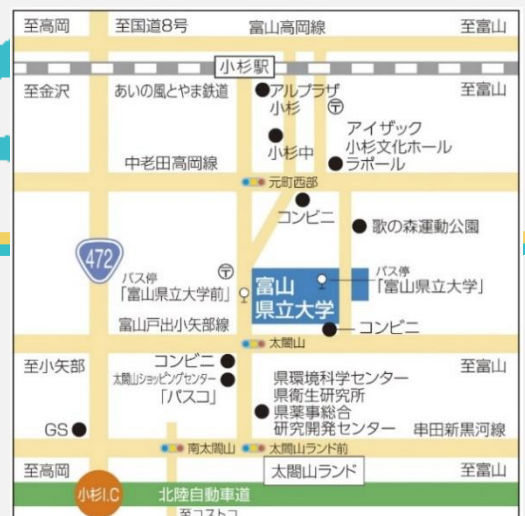 至高岡
至国道8号
富山高岡線
至富山
小杉駅
至金沢
あいの風とやま鉄道
アルプラザ
小杉
〒
至富山
小杉中
アイザック
小杉文化ホール
ラポール
中老田高岡線
元町西部
コンビニ
歌の森運動公園
472
バス停
「富山県立大学前」
〒
富山
県立大学
バス停
「富山県立大学」
富山戸出小矢部線
コンビニ
太閤山
至小矢部
コンビニ
太閤山ショッピングセンター
「パスコ」
県環境科学センター
県衛生研究所
県薬事総合
研究開発センター
至富山
GS
串田新黒河線
南太閤山
太閤山ランド前
至高岡
太閤山ランド
至富山
小杉I.C
北陸自動車道
至コストコ